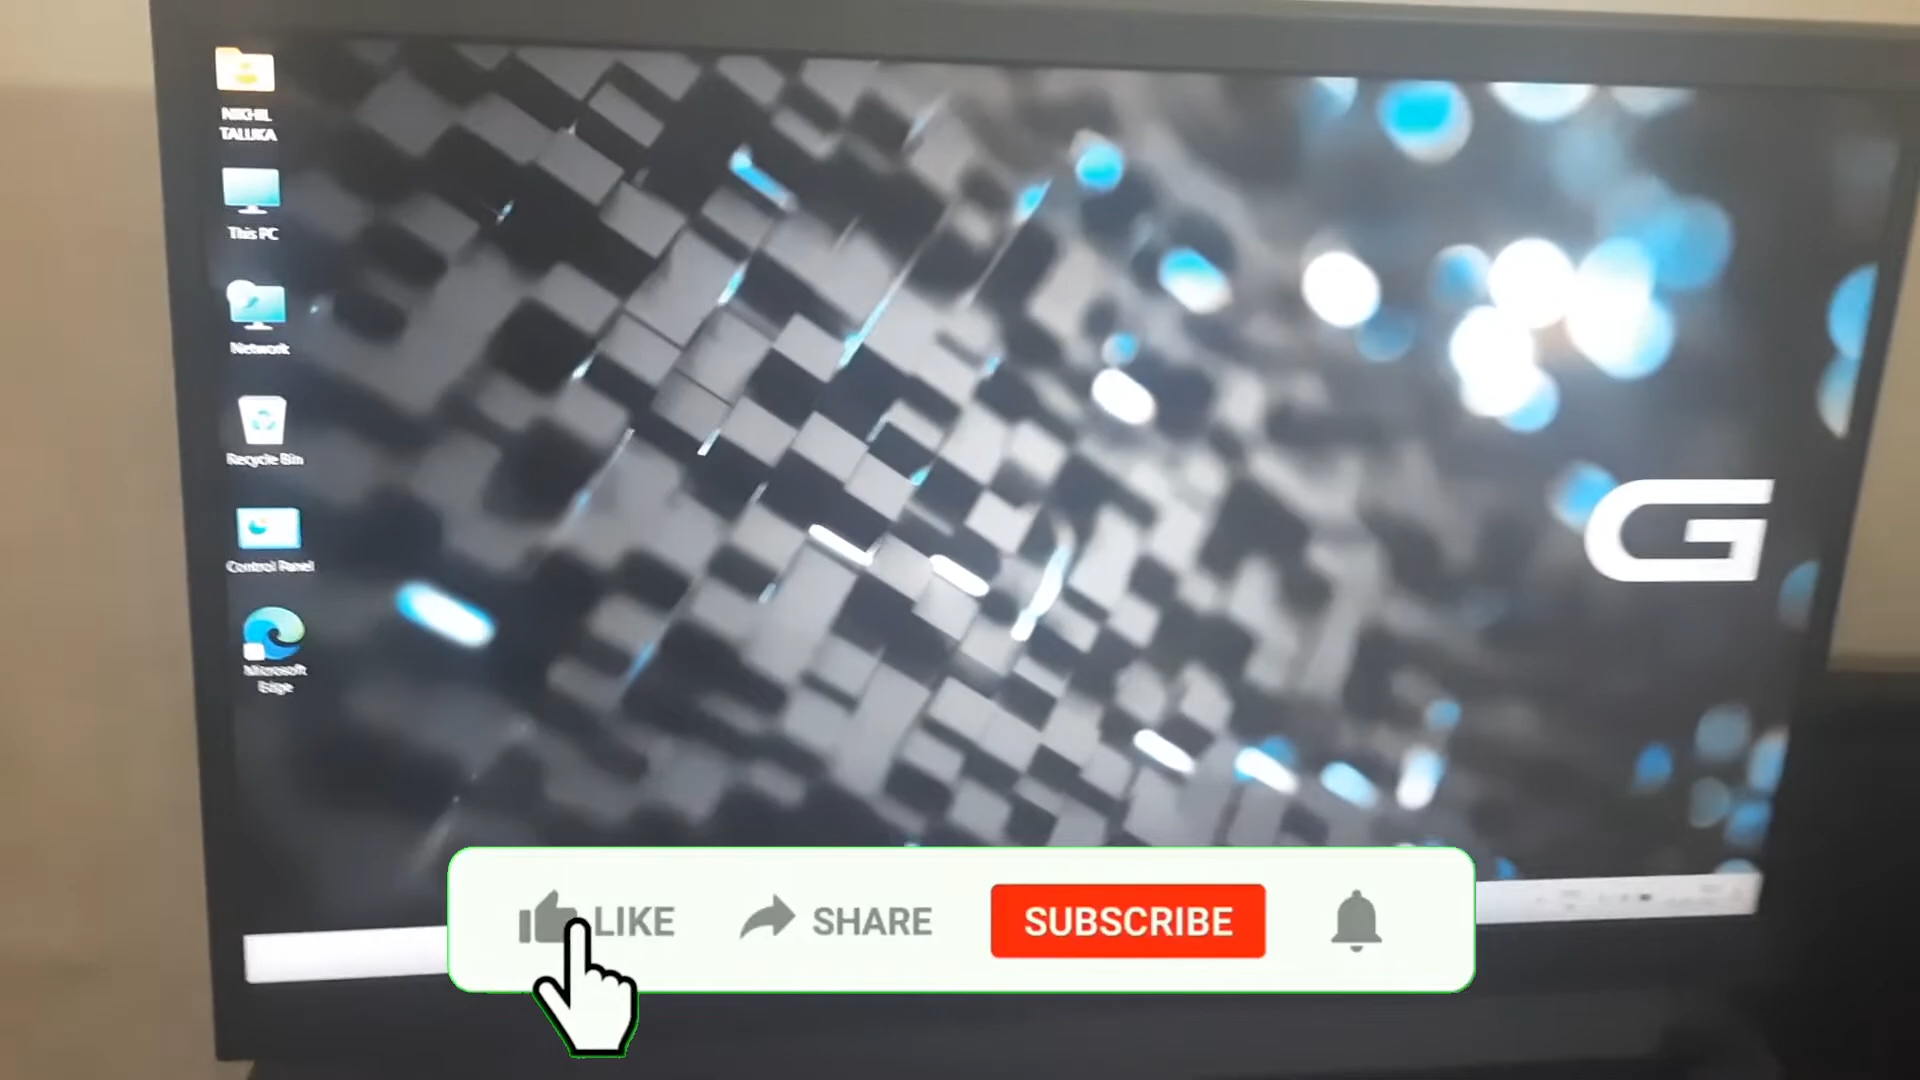 NIKHIL
TALUKA
This PC
Network
Recycle Bin
Control Panel
Microsoft
Edge
G
LIKE
SHARE
SUBSCRIBE